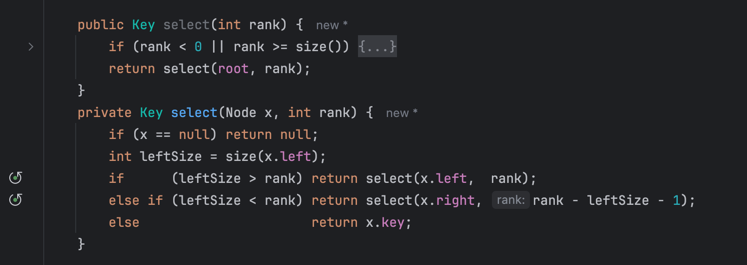 public Key select(int rank) {  new *
    if (rank < 0 || rank >= size()) {...}
    return select(root, rank);
}
private Key select(Node x, int rank) {  new *
    if (x == null) return null;
    int leftSize = size(x.left);
    if      (leftSize > rank) return select(x.left,  rank);
    else if (leftSize < rank) return select(x.right,  rank: rank - leftSize - 1);
    else                      return x.key;
}